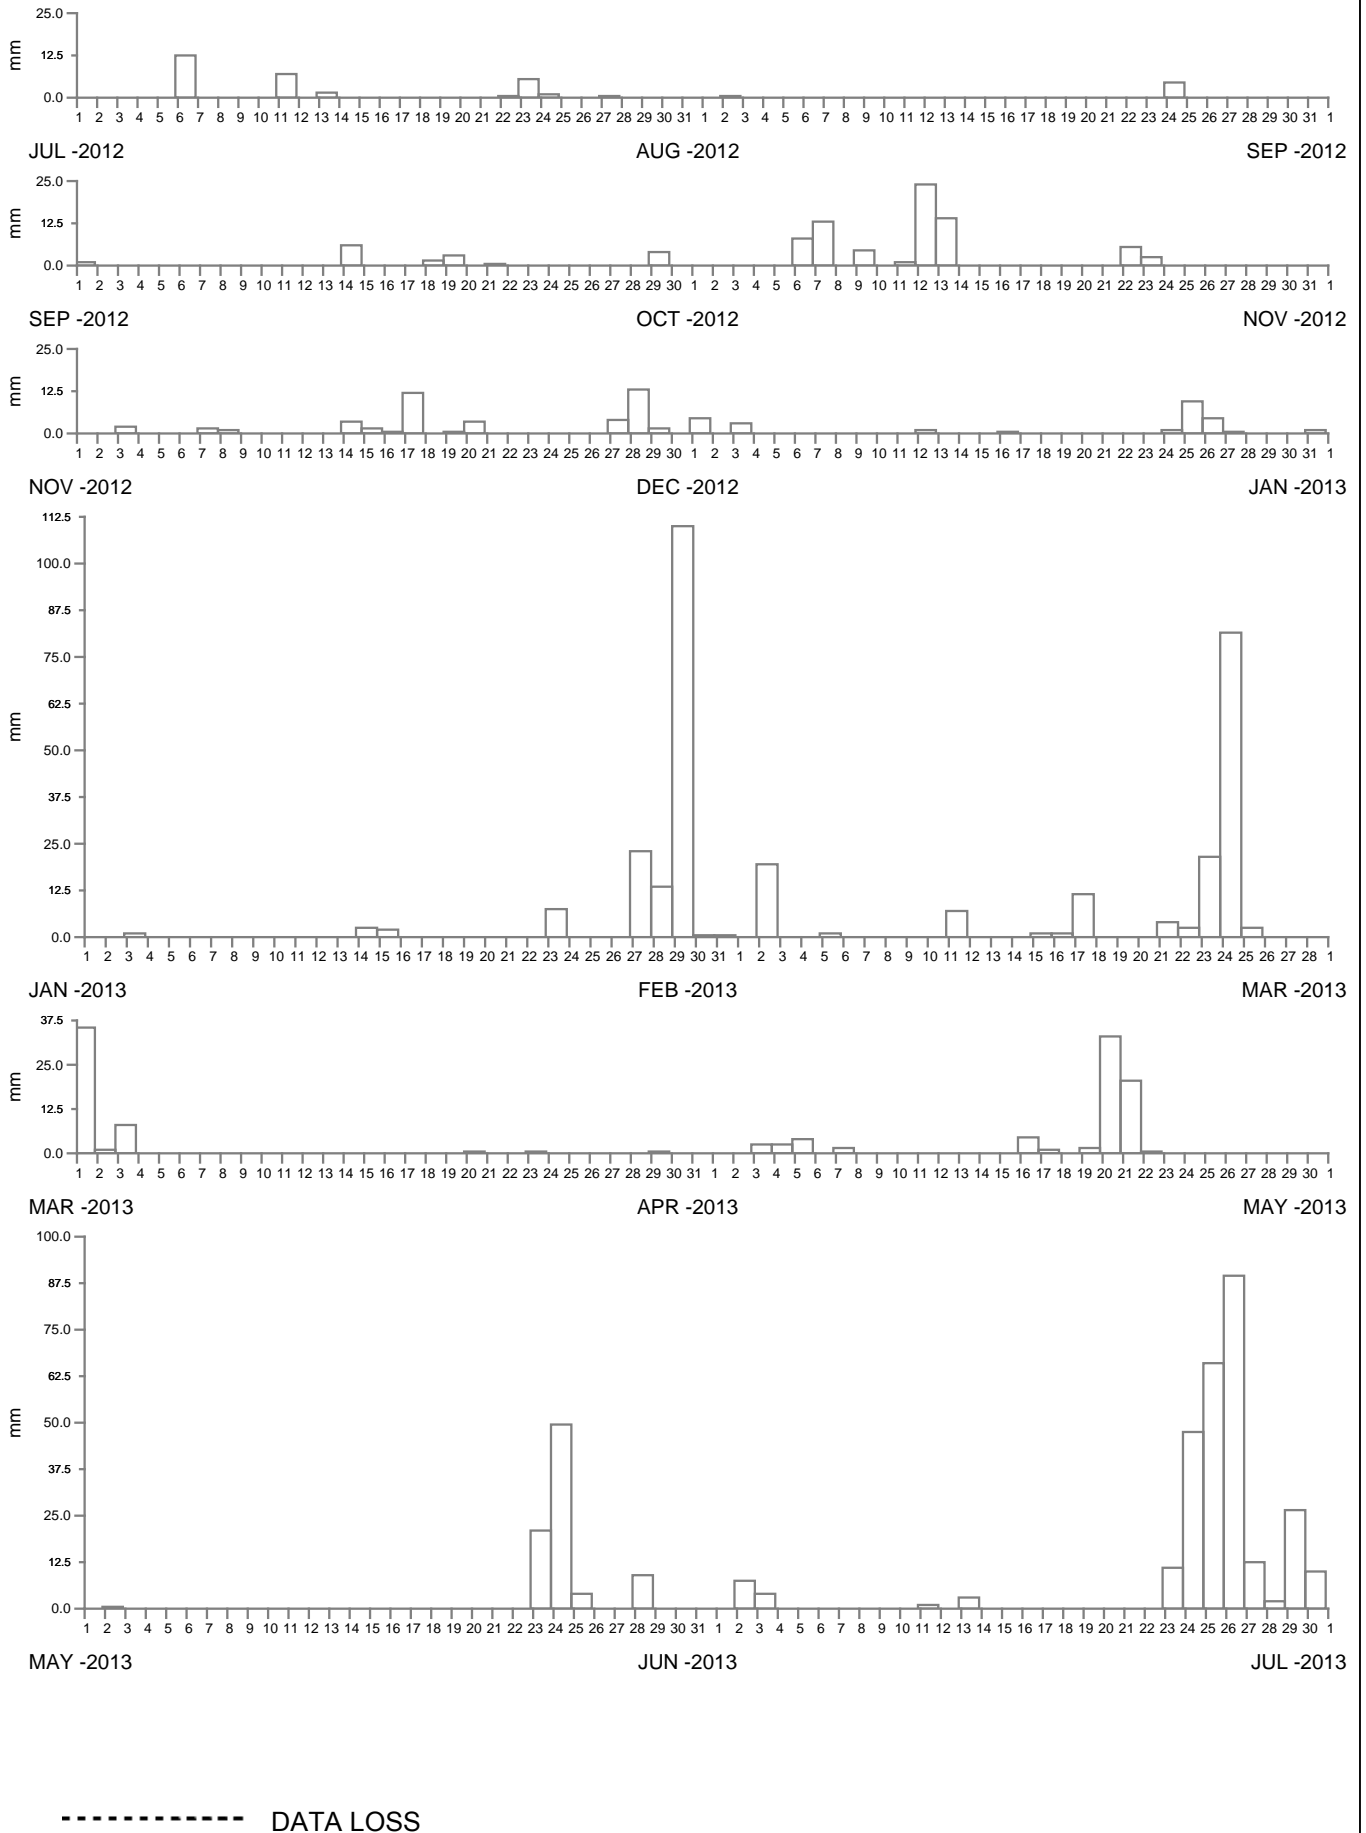 25.0
12.5
0.0
mm
1 2 3 4 5 6 7 8 9 10 11 12 13 14 15 16 17 18 19 20 21 22 23 24 25 26 27 28 29 30 31 1 2 3 4 5 6 7 8 9 10 11 12 13 14 15 16 17 18 19 20 21 22 23 24 25 26 27 28 29 30 31 1
JUL -2012 AUG -2012 SEP -2012
25.0
12.5
0.0
mm
1 2 3 4 5 6 7 8 9 10 11 12 13 14 15 16 17 18 19 20 21 22 23 24 25 26 27 28 29 30 1 2 3 4 5 6 7 8 9 10 11 12 13 14 15 16 17 18 19 20 21 22 23 24 25 26 27 28 29 30 31 1
SEP -2012 OCT -2012 NOV -2012
25.0
12.5
0.0
mm
1 2 3 4 5 6 7 8 9 10 11 12 13 14 15 16 17 18 19 20 21 22 23 24 25 26 27 28 29 30 1 2 3 4 5 6 7 8 9 10 11 12 13 14 15 16 17 18 19 20 21 22 23 24 25 26 27 28 29 30 31 1
NOV -2012 DEC -2012 JAN -2013
112.5
100.0
87.5
75.0
62.5
50.0
37.5
25.0
12.5
0.0
mm
1 2 3 4 5 6 7 8 9 10 11 12 13 14 15 16 17 18 19 20 21 22 23 24 25 26 27 28 29 30 31 1 2 3 4 5 6 7 8 9 10 11 12 13 14 15 16 17 18 19 20 21 22 23 24 25 26 27 28 1
JAN -2013 FEB -2013 MAR -2013
37.5
25.0
12.5
0.0
mm
1 2 3 4 5 6 7 8 9 10 11 12 13 14 15 16 17 18 19 20 21 22 23 24 25 26 27 28 29 30 31 1 2 3 4 5 6 7 8 9 10 11 12 13 14 15 16 17 18 19 20 21 22 23 24 25 26 27 28 29 30 1
MAR -2013 APR -2013 MAY -2013
100.0
87.5
75.0
62.5
50.0
37.5
25.0
12.5
0.0
mm
1 2 3 4 5 6 7 8 9 10 11 12 13 14 15 16 17 18 19 20 21 22 23 24 25 26 27 28 29 30 31 1 2 3 4 5 6 7 8 9 10 11 12 13 14 15 16 17 18 19 20 21 22 23 24 25 26 27 28 29 30 1
MAY -2013 JUN -2013 JUL -2013
DATA LOSS